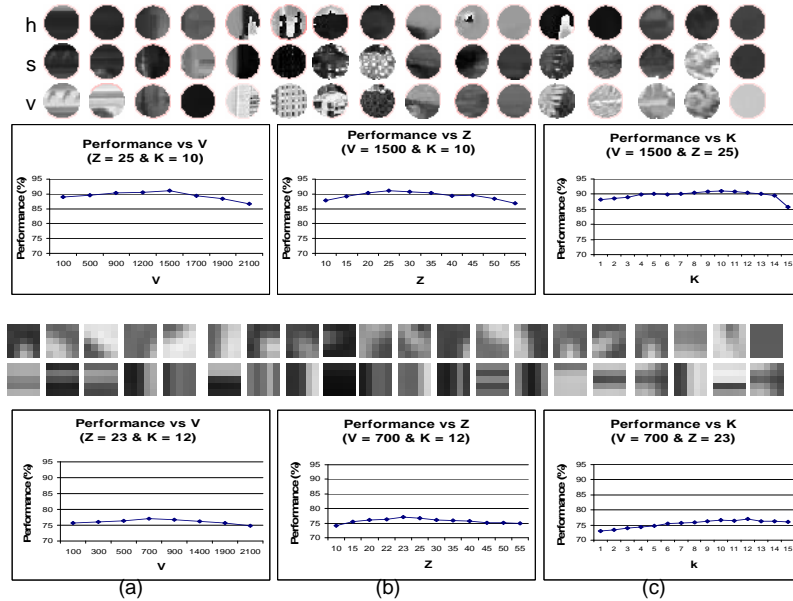 h
s
v
Performance vs V
(Z = 25 & K = 10)
Performance (%)
95
90
85
80
75
70
100 500 900 1200 1500 1700 1900 2100
V
Performance vs Z
(V = 1500 & K = 10)
Performance (%)
95
90
85
80
75
70
10 15 20 25 30 35 40 45 50 55
Z
Performance vs K
(V = 1500 & Z = 25)
Performance (%)
95
90
85
80
75
70
1 2 3 4 5 6 7 8 9 10 11 12 13 14 15
K
Performance vs V
(Z = 23 & K = 12)
Performance (%)
95
90
85
80
75
70
100 300 500 700 900 1400 1900 2100
V
Performance vs Z
(V = 700 & K = 12)
Performance (%)
95
90
85
80
75
70
10 15 20 22 23 25 30 35 40 45 50 55
Z
Performance vs K
(V = 700 & Z = 23)
Performance (%)
95
90
85
80
75
70
1 2 3 4 5 6 7 8 9 10 11 12 13 14 15
k
(a) (b) (c)